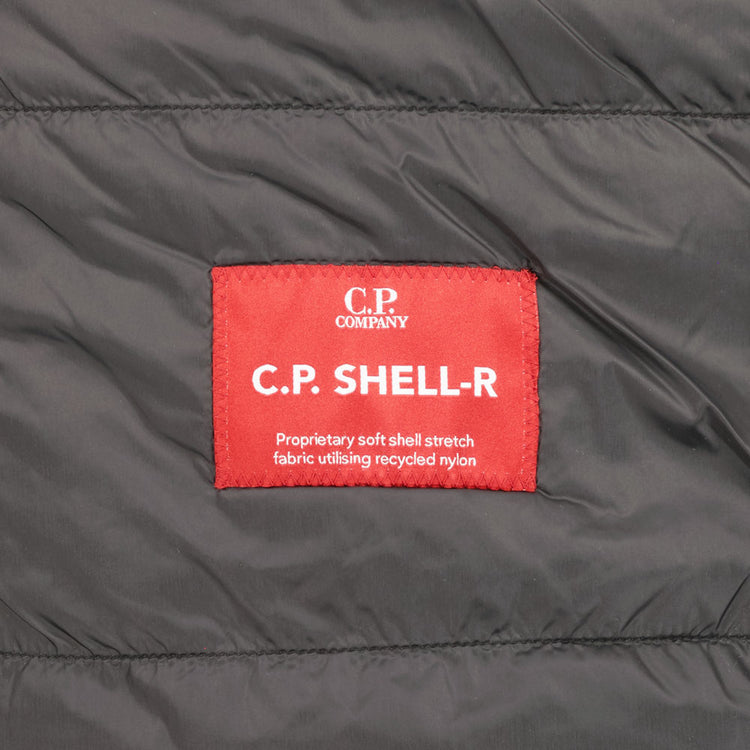 C.P.
COMPANY
C.P. SHELL-R
Proprietary soft shell stretch
fabric utilising recycled nylon